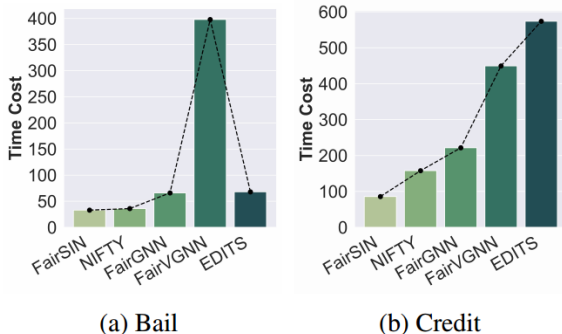 Time Cost
400
350
300
250
200
150
100
50
0
FairSIN
NIFTY
FairGNN
FairVGNN
EDITS
(a) Bail
Time Cost
600
500
400
300
200
100
0
FairSIN
NIFTY
FairGNN
FairVGNN
EDITS
(b) Credit